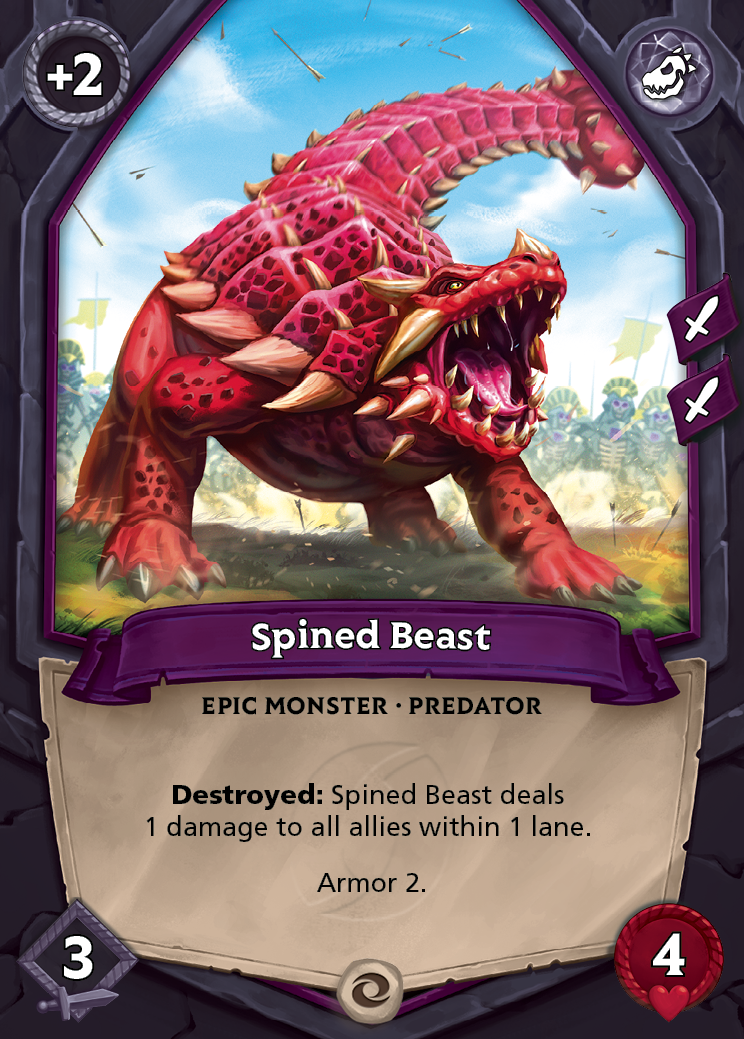 +2
Spined Beast
EPIC MONSTER · PREDATOR
Destroyed: Spined Beast deals
1 damage to all allies within 1 lane.
Armor 2.
3
4